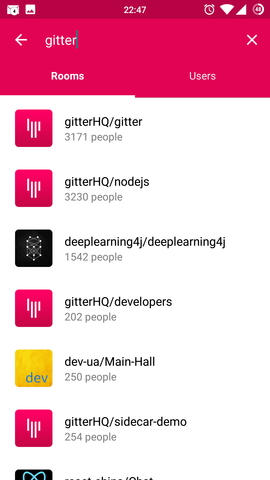 22:47
48
gitter
Rooms
Users
gitterHQ/gitter
3171 people
gitterHQ/nodejs
3230 people
deeplearning4j/deeplearning4j
1542 people
gitterHQ/developers
202 people
dev
dev-ua/Main-Hall
250 people
gitterHQ/sidecar-demo
254 people